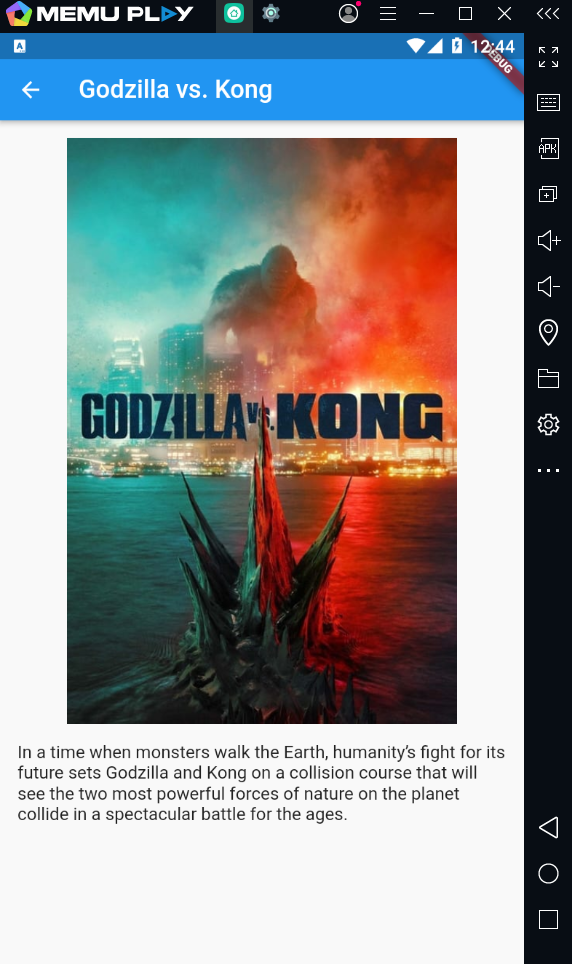 MEMU PLAY
12:44
DEBUG
Godzilla vs. Kong
GODZILLA vs. KONG
In a time when monsters walk the Earth, humanity’s fight for its
future sets Godzilla and Kong on a collision course that will
see the two most powerful forces of nature on the planet
collide in a spectacular battle for the ages.
A
APK